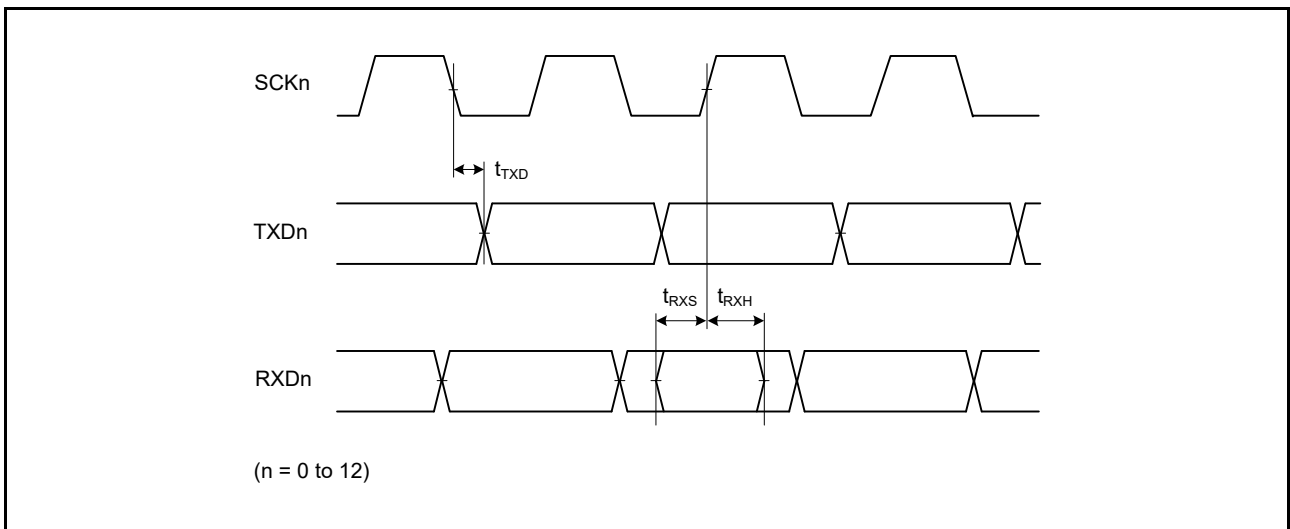 SCKn
tTXD
TXDn
tRXS tRXH
RXDn
(n = 0 to 12)